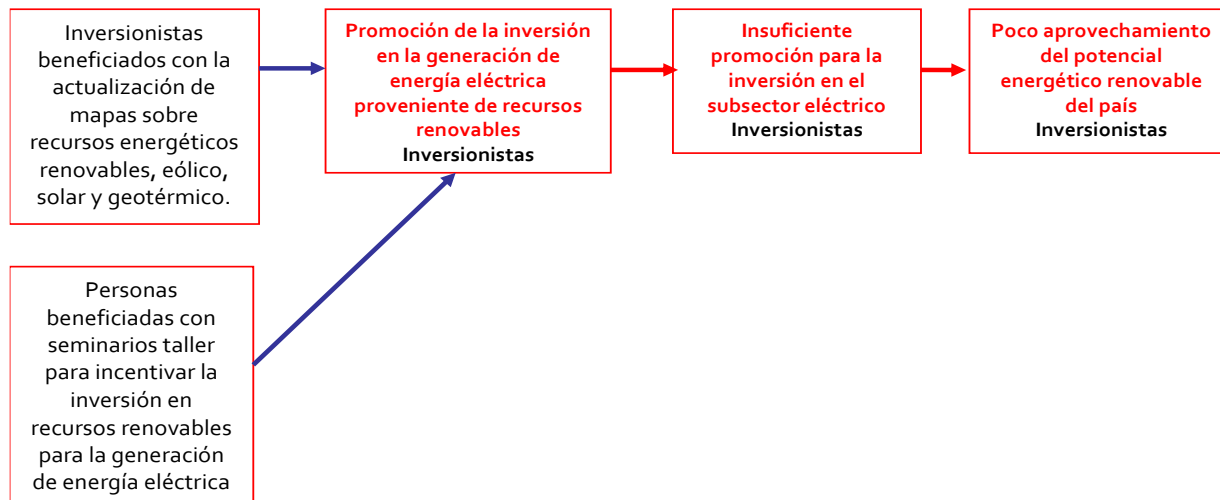 Inversionistas
beneficiados con la
actualización de
mapas sobre
recursos energéticos
renovables, eólico,
solar y geotérmico.
Promoción de la inversión
en la generación de
energía eléctrica
proveniente de recursos
renovables
Inversionistas
Insuficiente
promoción para la
inversión en el
subsector eléctrico
Inversionistas
Poco aprovechamiento
del potencial
energético renovable
del país
Inversionistas
Personas
beneficiadas con
seminarios taller
para incentivar la
inversión en
recursos renovables
para la generación
de energía eléctrica